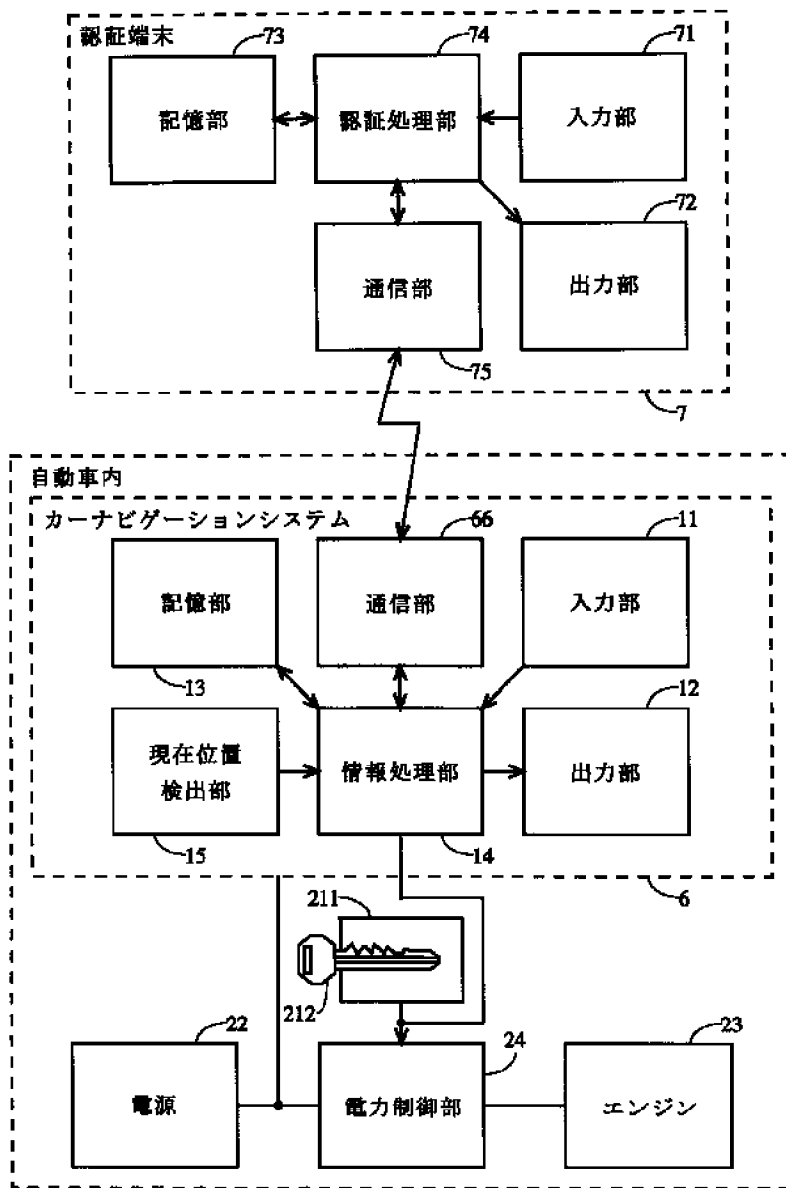 認証端末
73
74
71
記憶部
認証処理部
入力部
72
通信部
出力部
75
7
自動車内
カーナビゲーションシステム
66
11
記憶部
通信部
入力部
13
12
現在位置
検出部
情報処理部
出力部
15
14
6
211
212
22
24
23
電源
電力制御部
エンジン